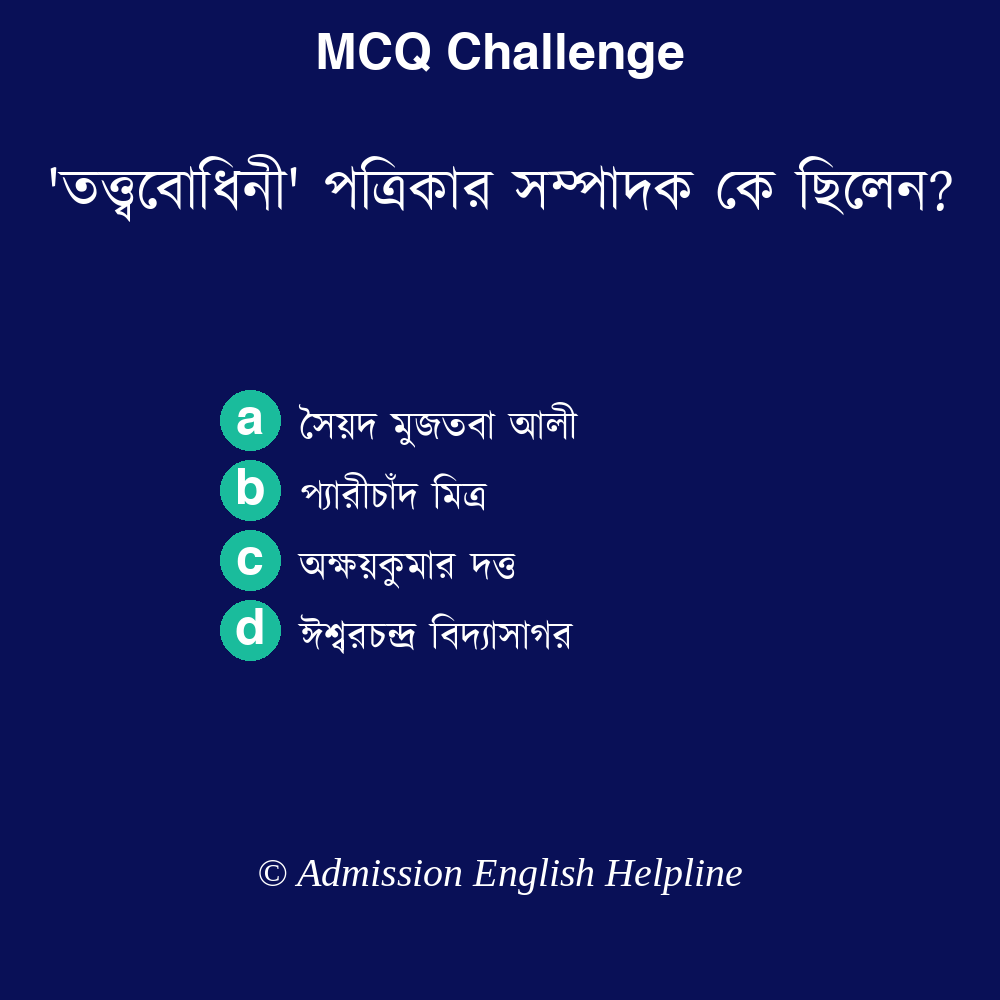 MCQ Challenge
'তত্ত্ববোধিনী' পত্রিকার সম্পাদক কে ছিলেন?
a সৈয়দ মুজতবা আলী
b প্যারীচাঁদ মিত্র
c অক্ষয়কুমার দত্ত
d ঈশ্বরচন্দ্র বিদ্যাসাগর
© Admission English Helpline